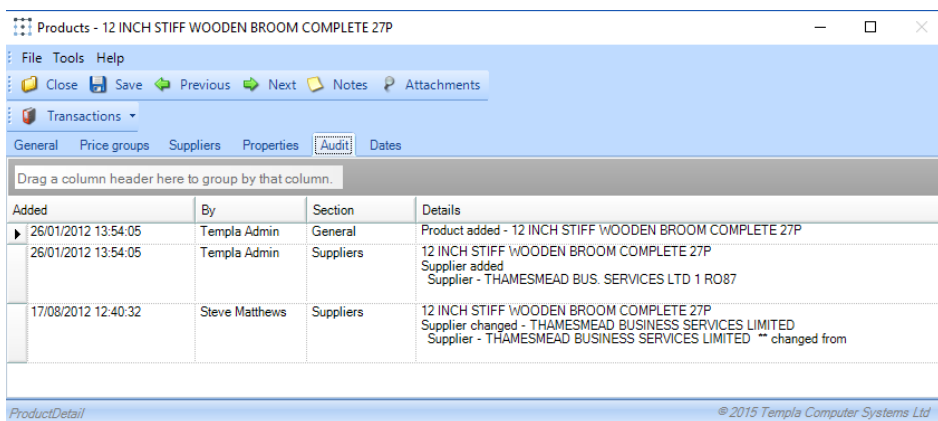 Products - 12 INCH STIFF WOODEN BROOM COMPLETE 27P
File Tools Help
Close Save Previous Next Notes Attachments
Transactions
General Price groups Suppliers Properties Audit Dates
Drag a column header here to group by that column.
Added By Section Details
26/01/2012 13:54:05 Templa Admin General Product added - 12 INCH STIFF WOODEN BROOM COMPLETE 27P
26/01/2012 13:54:05 Templa Admin Suppliers 12 INCH STIFF WOODEN BROOM COMPLETE 27P
Supplier added
Supplier - THAMESMEAD BUS. SERVICES LTD 1 RO87
17/08/2012 12:40:32 Steve Matthews Suppliers 12 INCH STIFF WOODEN BROOM COMPLETE 27P
Supplier changed - THAMESMEAD BUSINESS SERVICES LIMITED
Supplier - THAMESMEAD BUSINESS SERVICES LIMITED ** changed from
ProductDetail © 2015 Templa Computer Systems Ltd